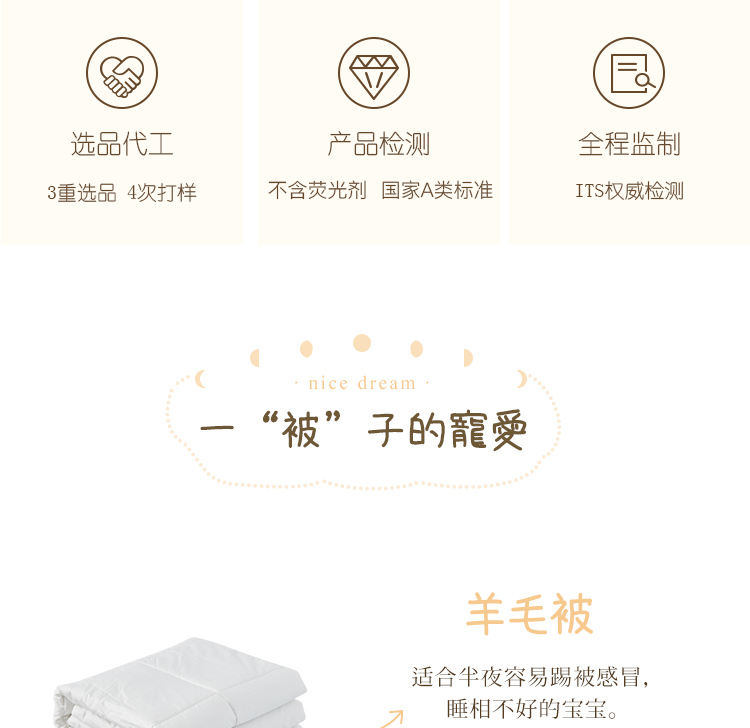 选品代工
3重选品 4次打样
产品检测
不含荧光剂 国家A类标准
全程监制
ITS权威检测
· nice dream ·
一“被”子的寵愛
羊毛被
适合半夜容易踢被感冒，
睡相不好的宝宝。